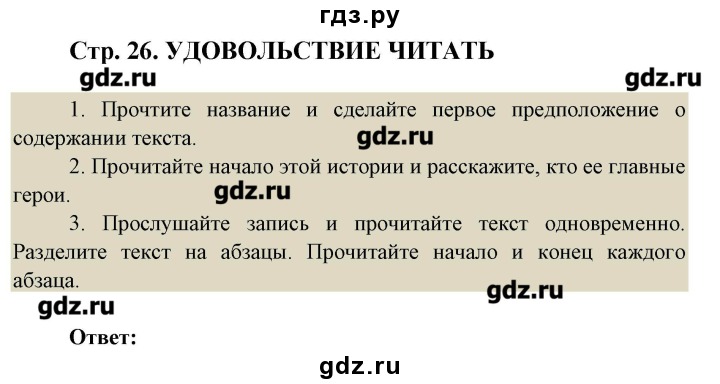 гдз.ру
Стр. 26. УДОВОЛЬСТВИЕ ЧИТАТЬ
gdz.ru gdz.ru
1. Прочтите название и сделайте первое предположение о
содержании текста.
gdz.ru
2. Прочитайте начало этой истории и расскажите, кто ее главные
герои.
gdz.ru
3. Прослушайте запись и прочитайте текст одновременно.
Разделите текст на абзацы. Прочитайте начало и конец каждого
абзаца.
gdz.ru
gdz.ru
Ответ:
gdz.ru